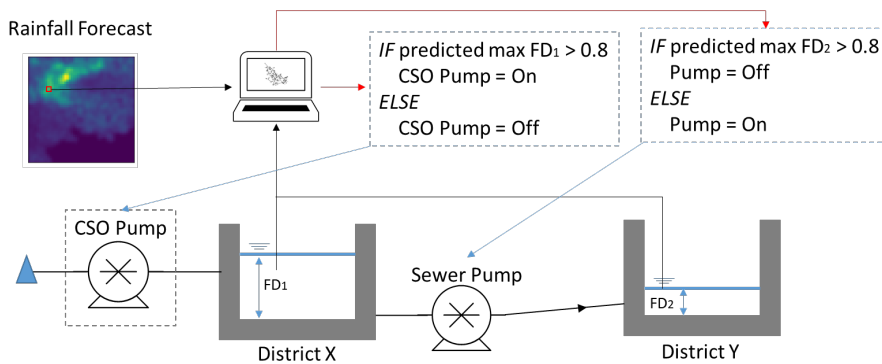 Rainfall Forecast
IF predicted max FD₁ > 0.8
CSO Pump = On
ELSE
CSO Pump = Off
IF predicted max FD₂ > 0.8
Pump = Off
ELSE
Pump = On
CSO Pump
FD₁
Sewer Pump
FD₂
District X
District Y